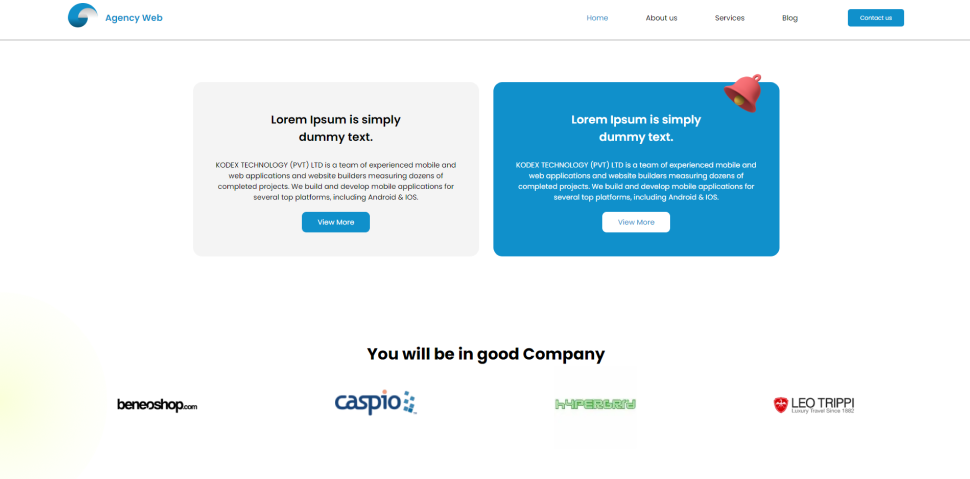 Agency Web
Home
About us
Services
Blog
Contact us
Lorem Ipsum is simply
dummy text.
KODEX TECHNOLOGY (PVT) LTD is a team of experienced mobile and
web applications and website builders measuring dozens of
completed projects. We build and develop mobile applications for
several top platforms, including Android & IOS.
View More
Lorem Ipsum is simply
dummy text.
KODEX TECHNOLOGY (PVT) LTD is a team of experienced mobile and
web applications and website builders measuring dozens of
completed projects. We build and develop mobile applications for
several top platforms, including Android & IOS.
View More
You will be in good Company
beneoshop.com
caspio
HYPERGRID
LEO TRIPPI
Luxury Travel Since 1882